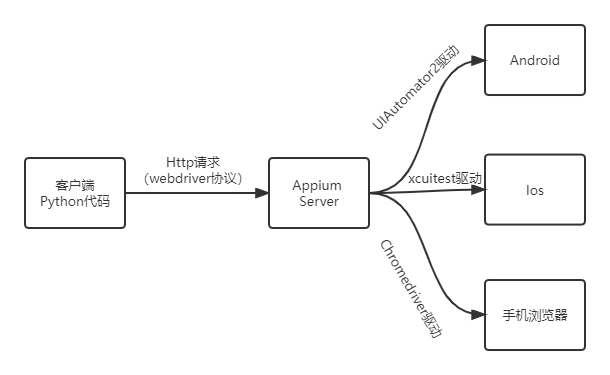 客户端
Python代码
Http请求
（webdriver协议）
Appium
Server
UIAutomator2驱动
Android
xcuitest驱动
Ios
Chromedriver驱动
手机浏览器